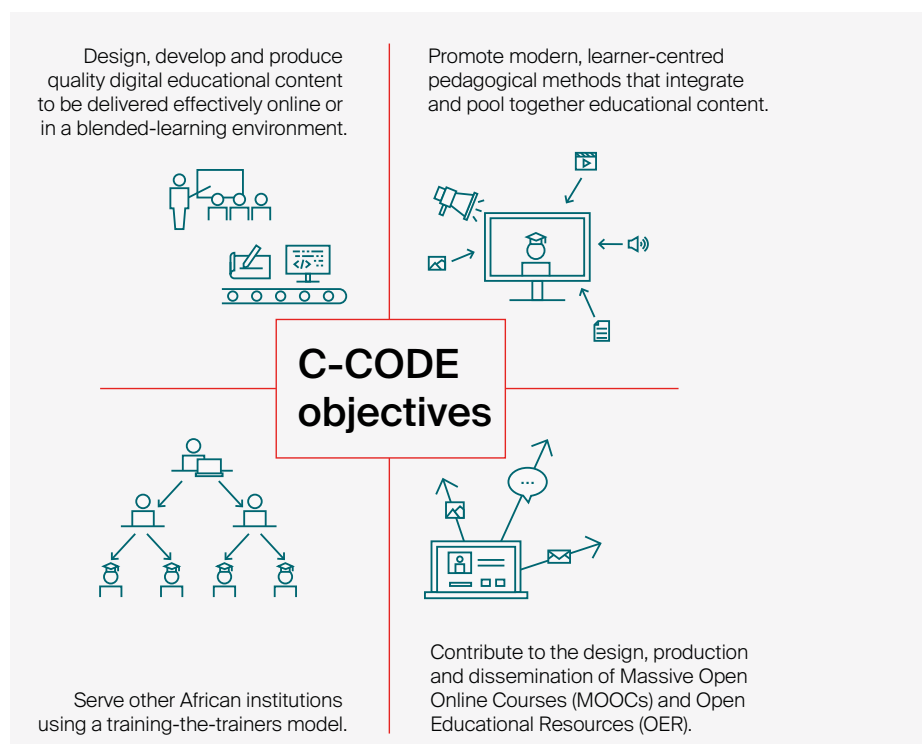 Design, develop and produce
quality digital educational content
to be delivered effectively online or
in a blended-learning environment.
Promote modern, learner-centred
pedagogical methods that integrate
and pool together educational content.
</>
C-CODE
objectives
...
Serve other African institutions
using a training-the-trainers model.
Contribute to the design, production
and dissemination of Massive Open
Online Courses (MOOCs) and Open
Educational Resources (OER).